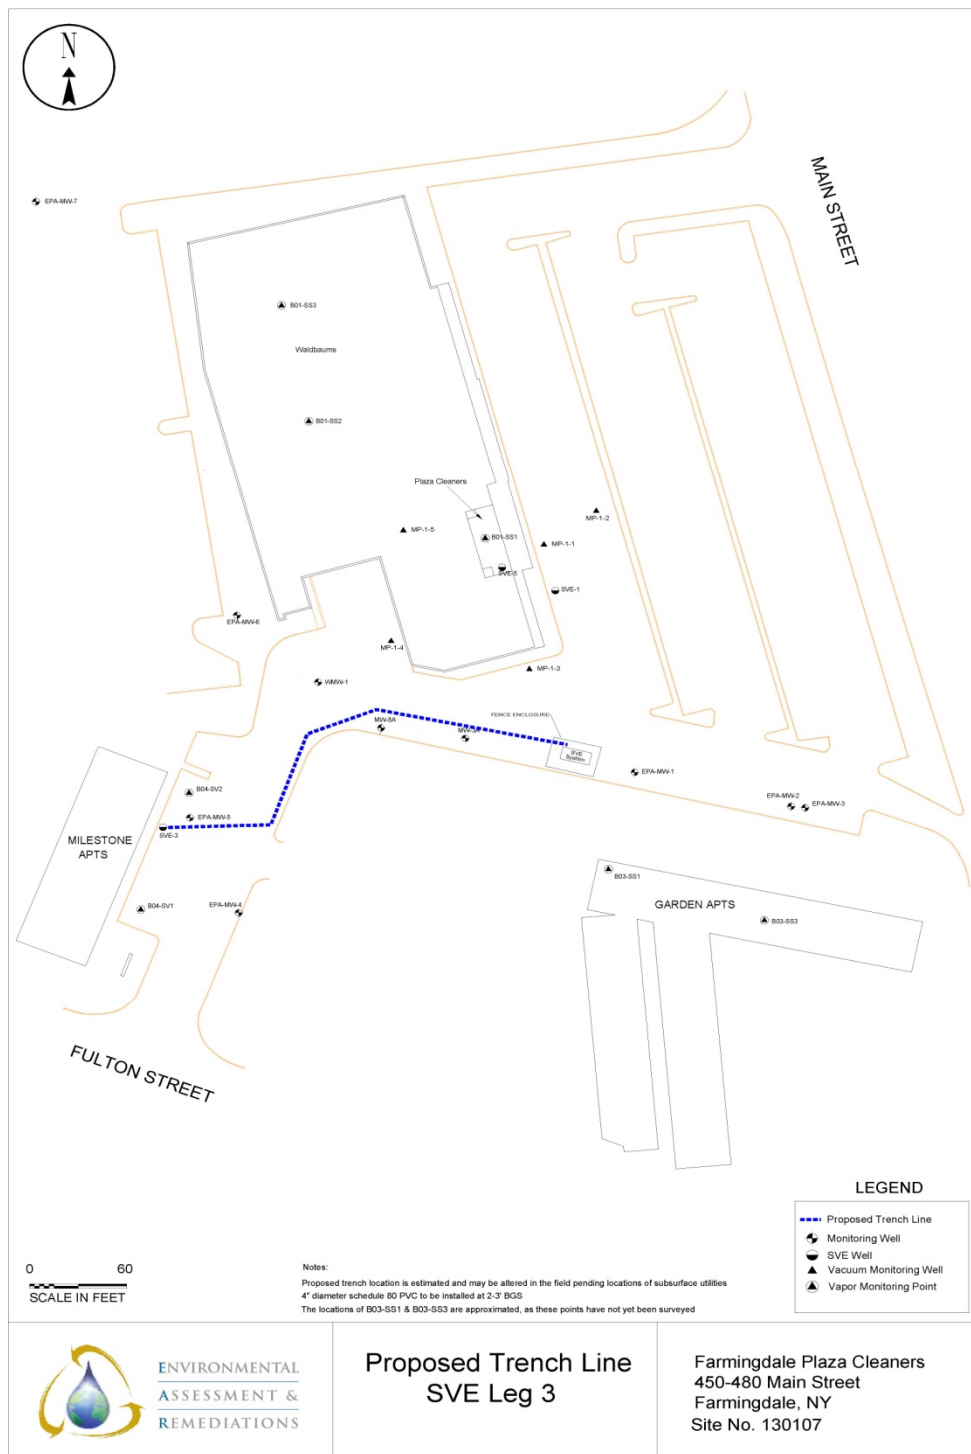 N
MAIN STREET
EPA-MW-7
B01-SS3
Waldbaums
B01-SS2
Plaza Cleaners
MP-1-2
MP-1-5
B01-SS1
MP-1-1
SVE-5
SVE-1
EPA-MW-6
MP-1-4
MP-1-3
WMW-1
FENCE ENCLOSURE
MW-8A
SVE
System
EPA-MW-1
B04-SV2
EPA-MW-2
EPA-MW-3
EPA-MW-5
SVE-3
MILESTONE
APTS
B03-SS1
B04-SV1
EPA-MW-4
GARDEN APTS
B03-SS3
FULTON STREET
LEGEND
Proposed Trench Line
Monitoring Well
SVE Well
Vacuum Monitoring Well
Vapor Monitoring Point
0 60
SCALE IN FEET
Notes:
Proposed trench location is estimated and may be altered in the field pending locations of subsurface utilities
4" diameter schedule 80 PVC to be installed at 2-3' BGS
The locations of B03-SS1 & B03-SS3 are approximated, as these points have not yet been surveyed
ENVIRONMENTAL
ASSESSMENT &
REMEDIATIONS
Proposed Trench Line
SVE Leg 3
Farmingdale Plaza Cleaners
450-480 Main Street
Farmingdale, NY
Site No. 130107